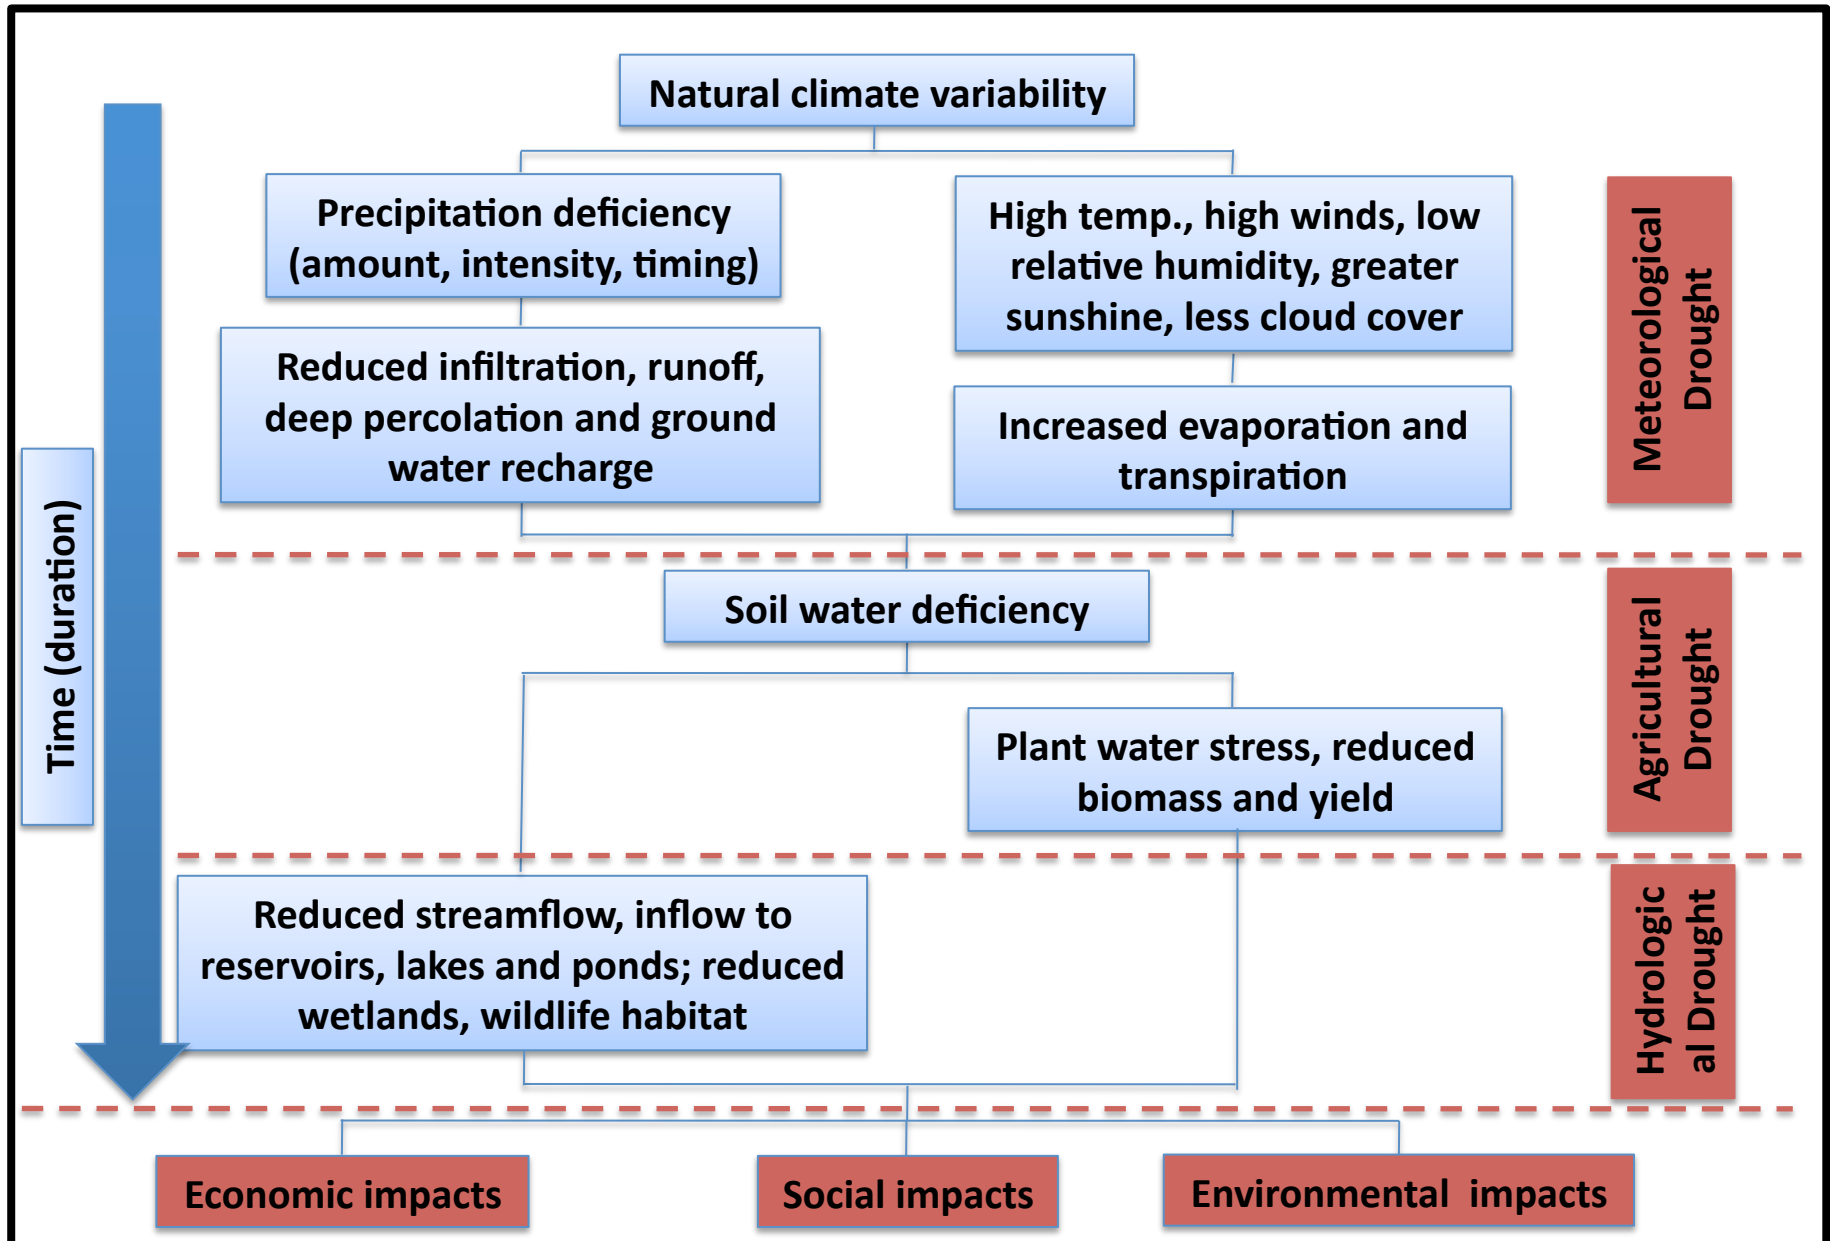 Natural climate variability
Precipitation deficiency
(amount, intensity, timing)
High temp., high winds, low
relative humidity, greater
sunshine, less cloud cover
Meteorological
Drought
Reduced infiltration, runoff,
deep percolation and ground
water recharge
Increased evaporation and
transpiration
Time (duration)
Soil water deficiency
Agricultural
Drought
Plant water stress, reduced
biomass and yield
Reduced streamflow, inflow to
reservoirs, lakes and ponds; reduced
wetlands, wildlife habitat
Hydrologic
al Drought
Economic impacts
Social impacts
Environmental  impacts